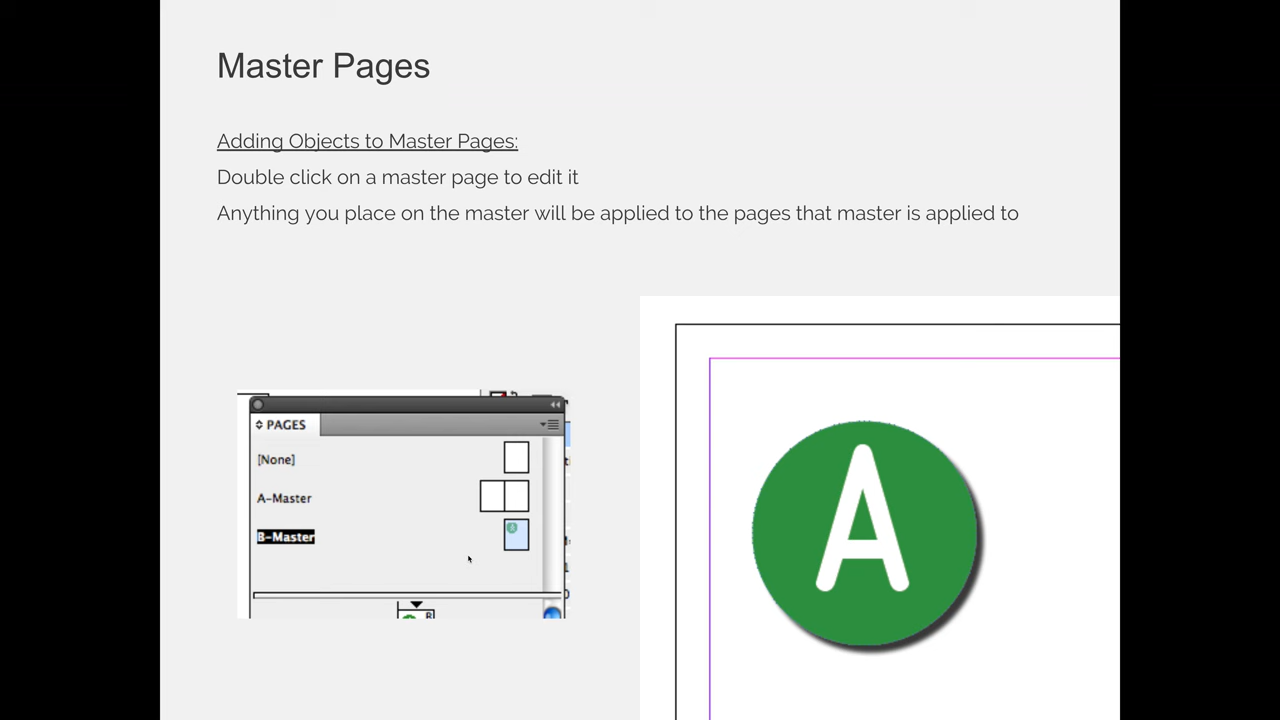 Master Pages
Adding Objects to Master Pages:
Double click on a master page to edit it
Anything you place on the master will be applied to the pages that master is applied to
PAGES
[None]
A-Master
B-Master
B
A